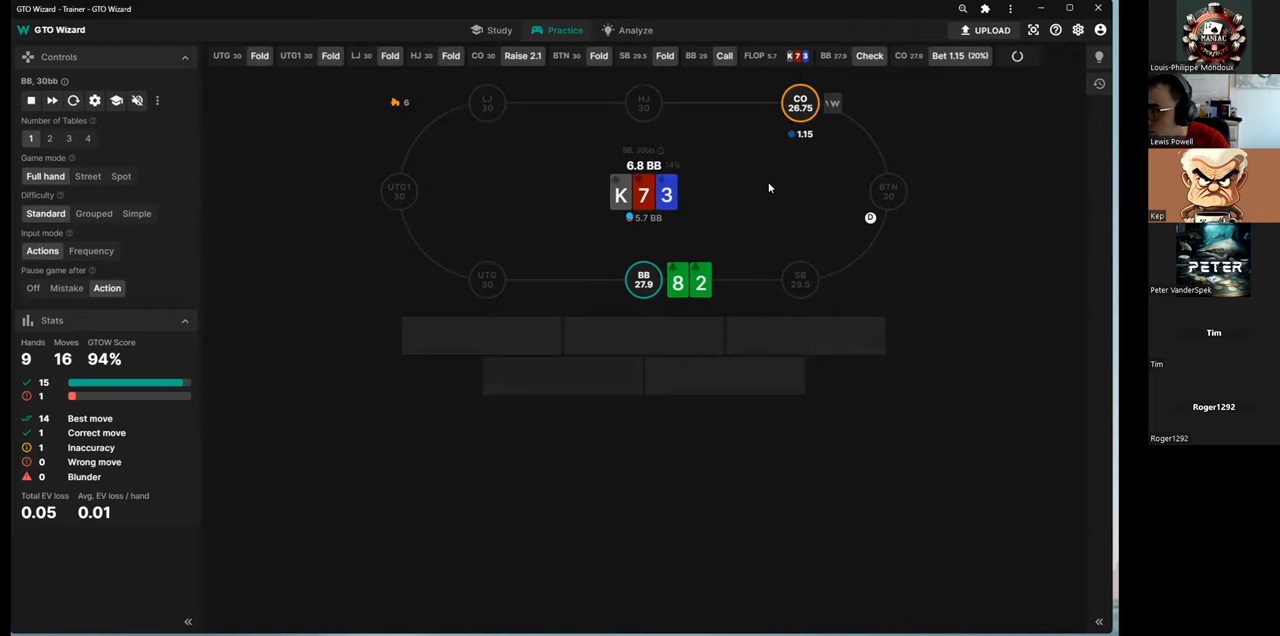 GTO Wizard - Trainer - GTO Wizard
GTO Wizard
Study
Practice
Analyze
UPLOAD
Controls
UTG 30 Fold UTG1 30 Fold LJ 30 Fold HJ 30 Fold CO 30 Raise 2.1 BTN 30 Fold SB 29.5 Fold BB 29 Call FLOP 5.7 K 7 3 BB 27.9 Check CO 27.9 Bet 1.15 (20%)
BB, 30bb
Number of Tables
1 2 3 4
Game mode
Full hand Street Spot
Difficulty
Standard Grouped Simple
Input mode
Actions Frequency
Pause game after
Off Mistake Action
Stats
Hands Moves GTOW Score
9 16 94%
15
1
14 Best move
1 Correct move
1 Inaccuracy
0 Wrong move
0 Blunder
Total EV loss Avg. EV loss / hand
0.05 0.01
6
LJ
30
HJ
30
CO
26.75
W
1.15
SB, 30bb
6.8 BB 14%
K 7 3
5.7 BB
UTG1
30
BTN
30
D
UTG
30
BB
27.9
8 2
SB
29.5
MANIAC
Louis-Philippe Mondoux
Lewis Powell
Kep
PETER
Peter VanderSpek
Tim
Tim
Roger1292
Roger1292